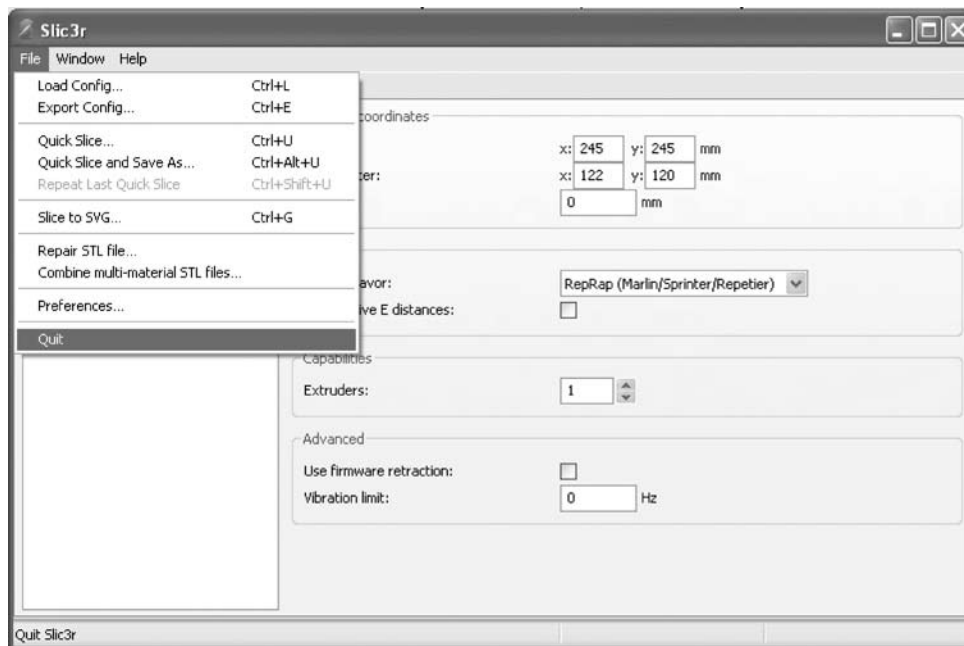 Slic3r
File Window Help
Load Config... Ctrl+L
Export Config... Ctrl+E
Quick Slice... Ctrl+U
Quick Slice and Save As... Ctrl+Alt+U
Repeat Last Quick Slice Ctrl+Shift+U
Slice to SVG... Ctrl+G
Repair STL file...
Combine multi-material STL files...
Preferences...
Quit
coordinates
x: 245 y: 245 mm
ter: x: 122 y: 120 mm
0 mm
avor: RepRap (Marlin/Sprinter/Repetier)
ive E distances:
Capabilities
Extruders: 1
Advanced
Use firmware retraction:
Vibration limit: 0 Hz
Quit Slic3r